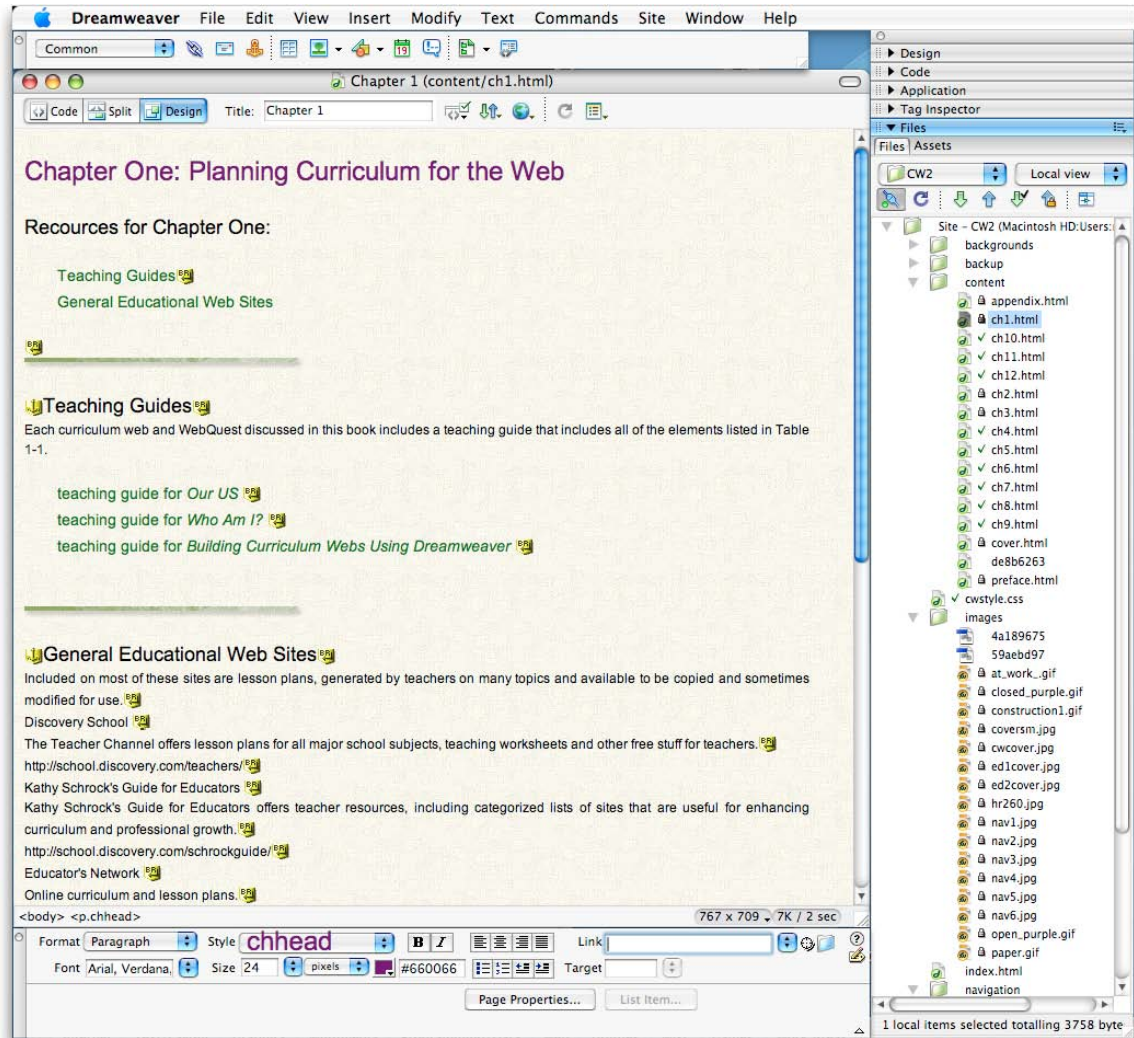 Dreamweaver File Edit View Insert Modify Text Commands Site Window Help
Common
19
Chapter 1 (content/ch1.html)
Code Split Design Title: Chapter 1
Chapter One: Planning Curriculum for the Web
Recources for Chapter One:
Teaching Guides
General Educational Web Sites
Teaching Guides
Each curriculum web and WebQuest discussed in this book includes a teaching guide that includes all of the elements listed in Table
1-1.
teaching guide for Our US
teaching guide for Who Am I?
teaching guide for Building Curriculum Webs Using Dreamweaver
General Educational Web Sites
Included on most of these sites are lesson plans, generated by teachers on many topics and available to be copied and sometimes
modified for use.
Discovery School
The Teacher Channel offers lesson plans for all major school subjects, teaching worksheets and other free stuff for teachers.
http://school.discovery.com/teachers/
Kathy Schrock's Guide for Educators
Kathy Schrock's Guide for Educators offers teacher resources, including categorized lists of sites that are useful for enhancing
curriculum and professional growth.
http://school.discovery.com/schrockguide/
Educator's Network
Online curriculum and lesson plans.
<body> <p.chhead>
767 x 709 7K / 2 sec
Format Paragraph Style chhead B I Link
Font Arial, Verdana, Size 24 pixels #660066 Target
Page Properties... List Item...
Design
Code
Application
Tag Inspector
Files
Files Assets
CW2 Local view
Site - CW2 (Macintosh HD:Users:
backgrounds
backup
content
appendix.html
ch1.html
ch10.html
ch11.html
ch12.html
ch2.html
ch3.html
ch4.html
ch5.html
ch6.html
ch7.html
ch8.html
ch9.html
cover.html
de8b6263
preface.html
cwstyle.css
images
4a189675
59aebd97
at_work_.gif
closed_purple.gif
construction1.gif
coversm.jpg
cwcover.jpg
ed1cover.jpg
ed2cover.jpg
hr260.jpg
nav1.jpg
nav2.jpg
nav3.jpg
nav4.jpg
nav5.jpg
nav6.jpg
open_purple.gif
paper.gif
index.html
navigation
1 local items selected totalling 3758 byte